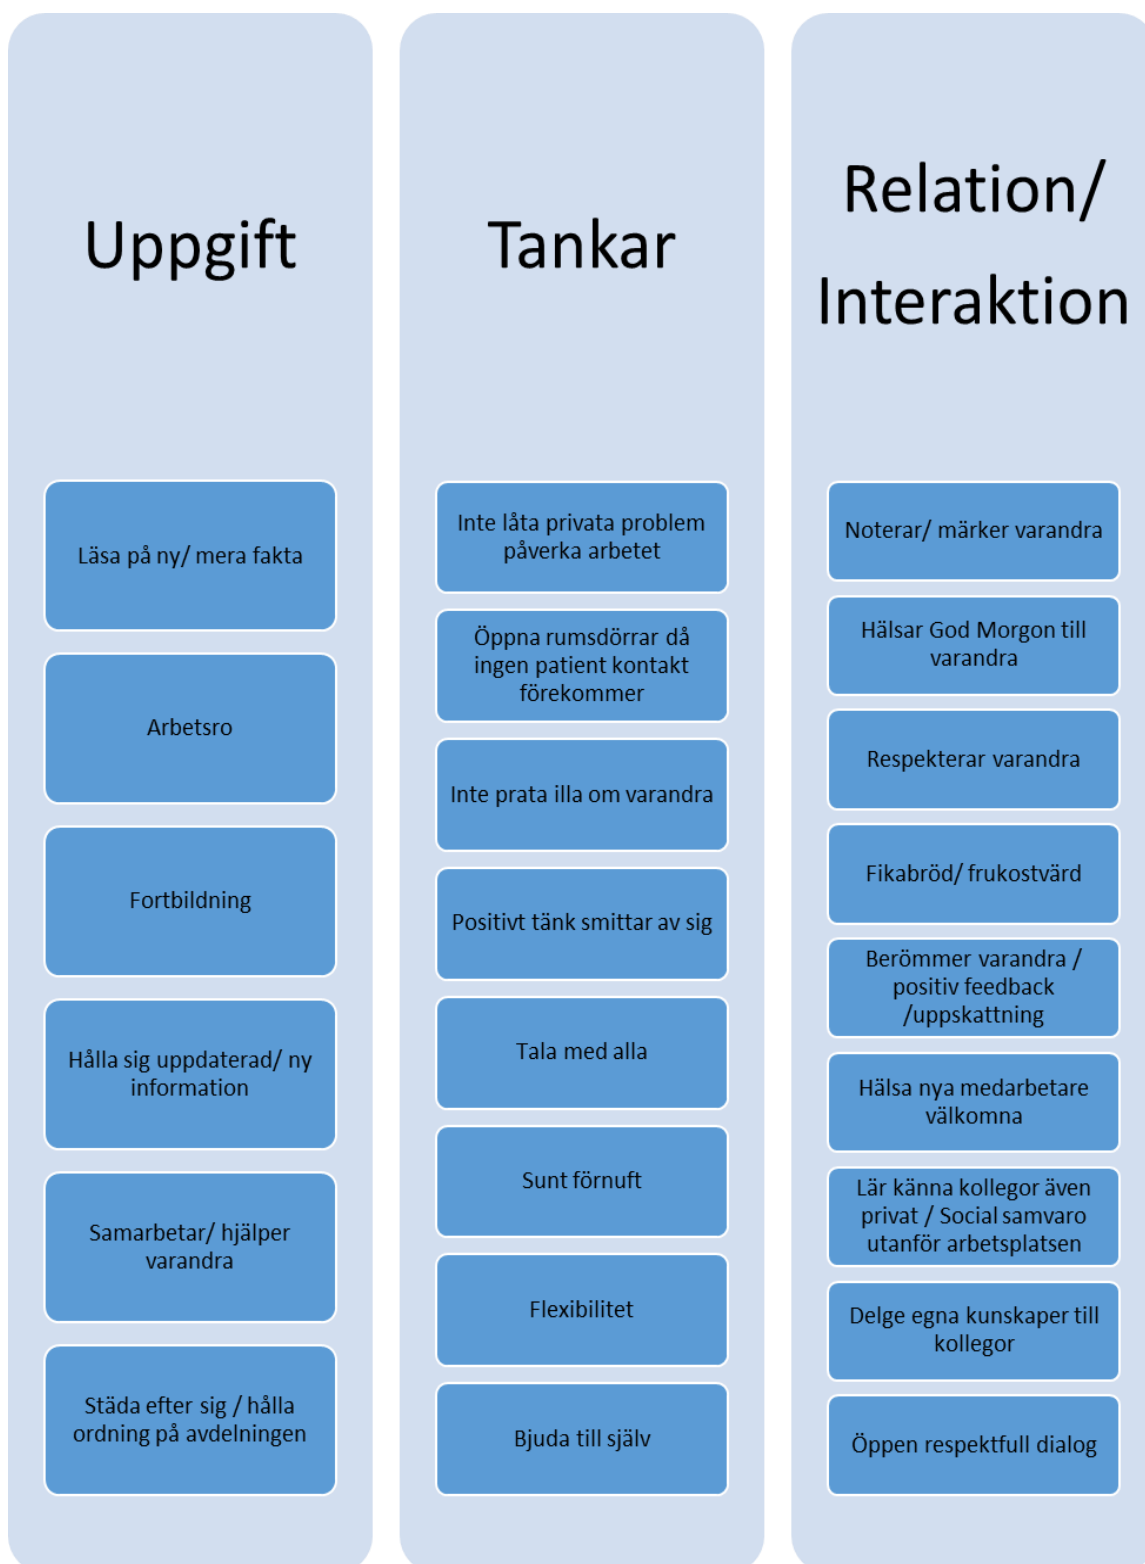 Uppgift
Läsa på ny/ mera fakta
Arbetsro
Fortbildning
Hålla sig uppdaterad/ ny
information
Samarbetar/ hjälper
varandra
Städa efter sig / hålla
ordning på avdelningen
Tankar
Inte låta privata problem
påverka arbetet
Öppna rumsdörrar då
ingen patient kontakt
förekommer
Inte prata illa om varandra
Positivt tänk smittar av sig
Tala med alla
Sunt förnuft
Flexibilitet
Bjuda till själv
Relation/
Interaktion
Noterar/ märker varandra
Hälsar God Morgon till
varandra
Respekterar varandra
Fikabröd/ frukostvärd
Berömmer varandra /
positiv feedback
/uppskattning
Hälsa nya medarbetare
välkomna
Lär känna kollegor även
privat / Social samvaro
utanför arbetsplatsen
Delge egna kunskaper till
kollegor
Öppen respektfull dialog